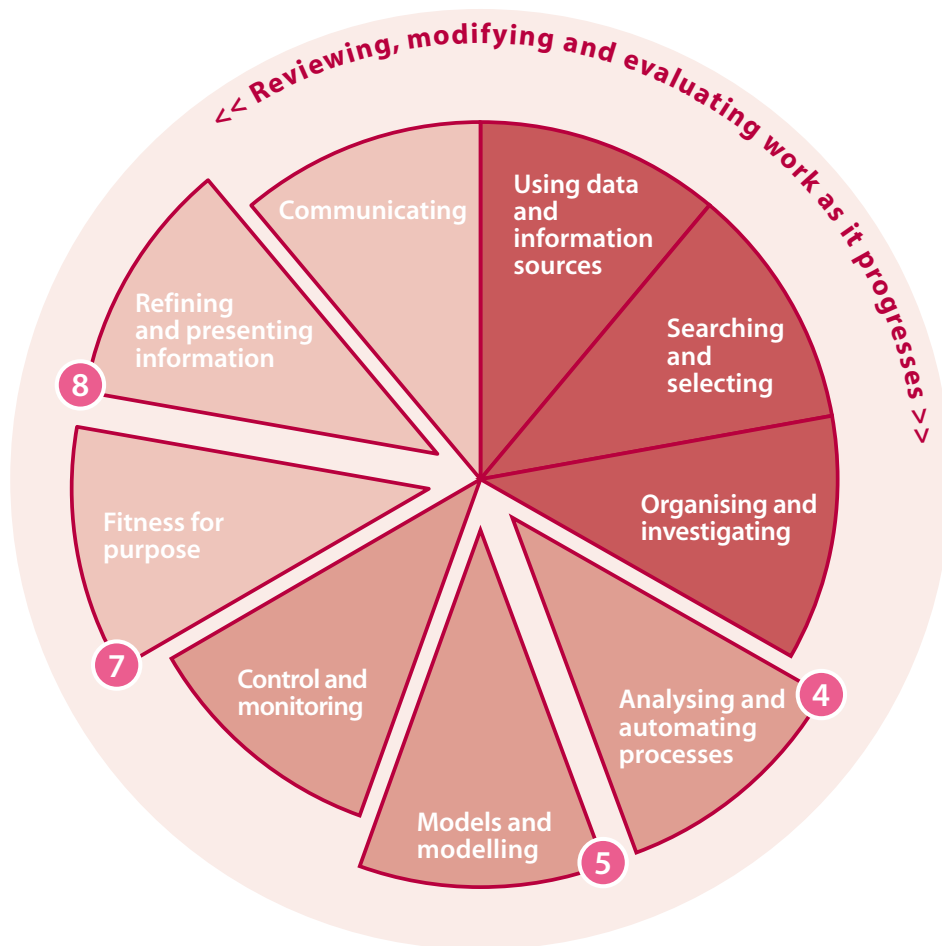 << Reviewing, modifying and evaluating work as it progresses >>
Using data
and
information
sources
Searching
and
selecting
Organising and
investigating
4
Analysing and
automating
processes
5
Models and
modelling
Control and
monitoring
7
Fitness for
purpose
8
Refining
and presenting
information
Communicating